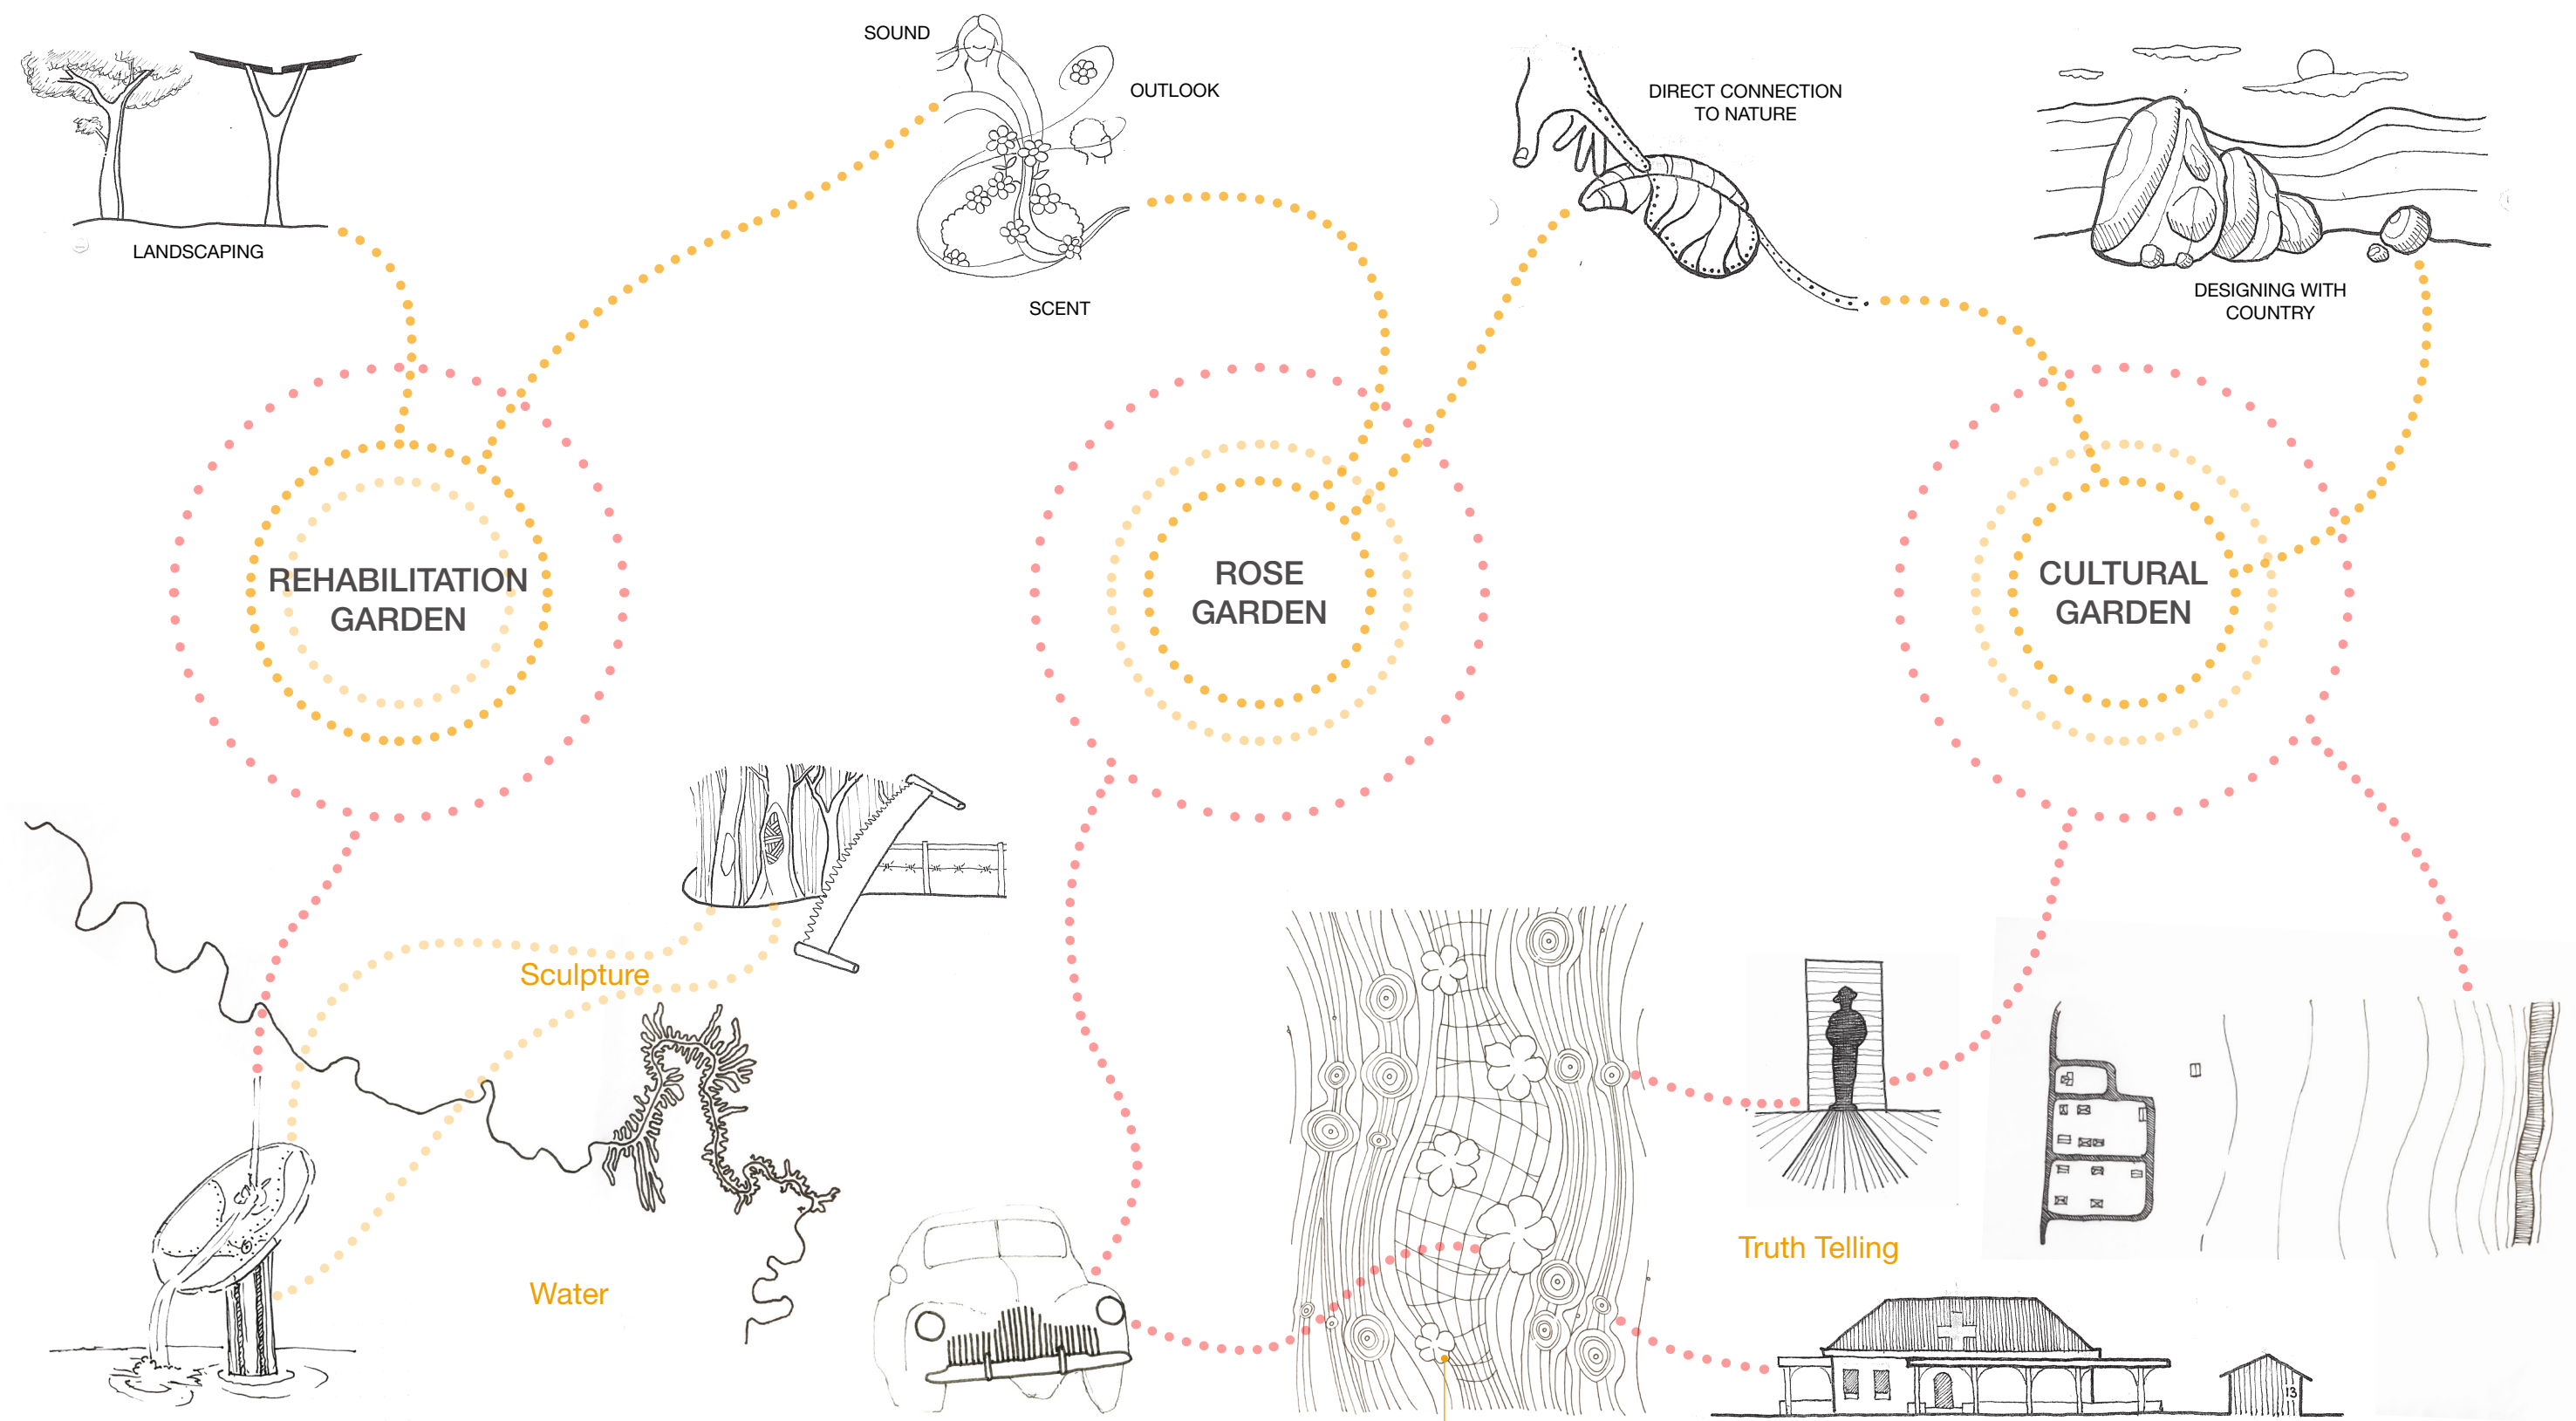 SOUND
OUTLOOK
SCENT
LANDSCAPING
DIRECT CONNECTION
TO NATURE
DESIGNING WITH
COUNTRY
REHABILITATION
GARDEN
ROSE
GARDEN
CULTURAL
GARDEN
Sculpture
Water
Truth Telling
13